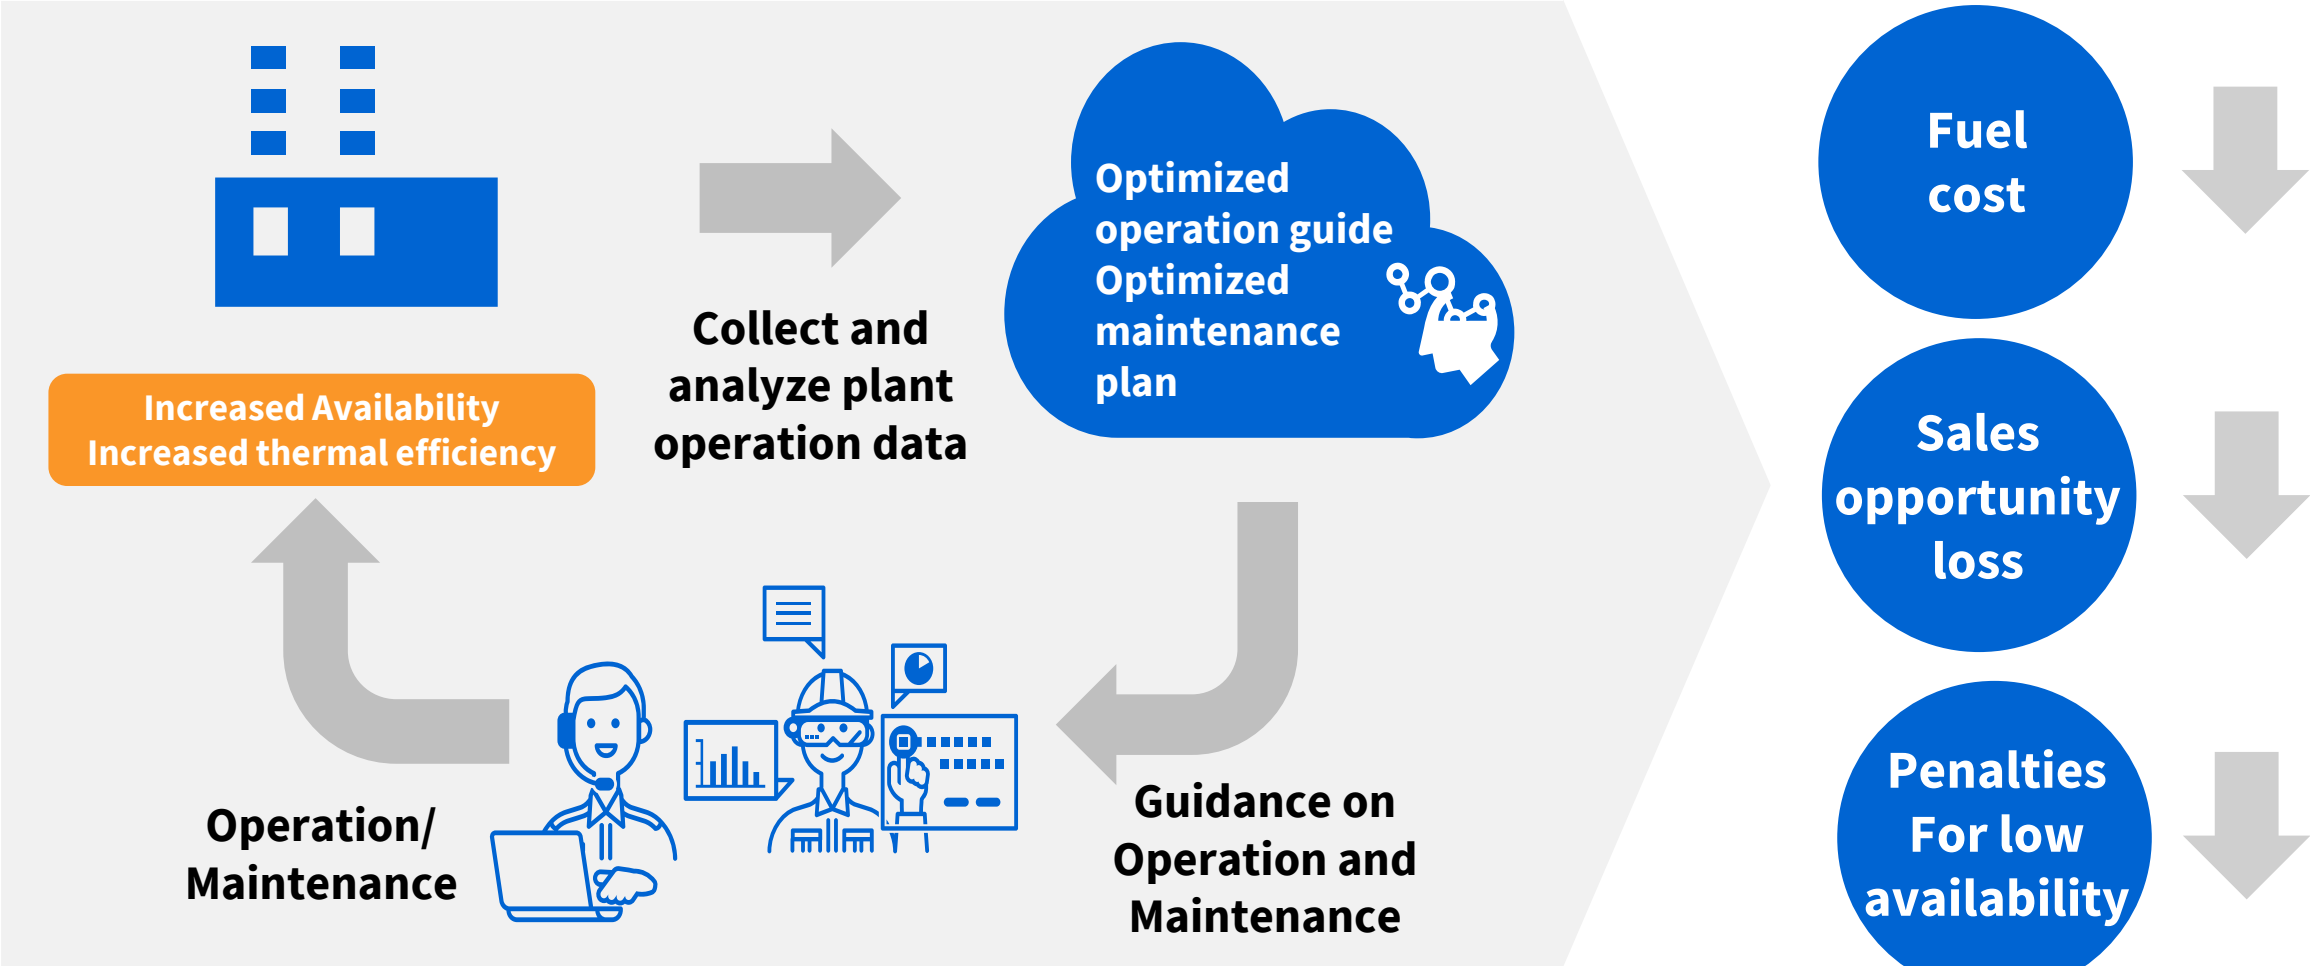 Increased Availability
Increased thermal efficiency
Collect and
analyze plant
operation data
Optimized
operation guide
Optimized
maintenance
plan
Guidance on
Operation and
Maintenance
Operation/
Maintenance
Fuel
cost
Sales
opportunity
loss
Penalties
For low
availability